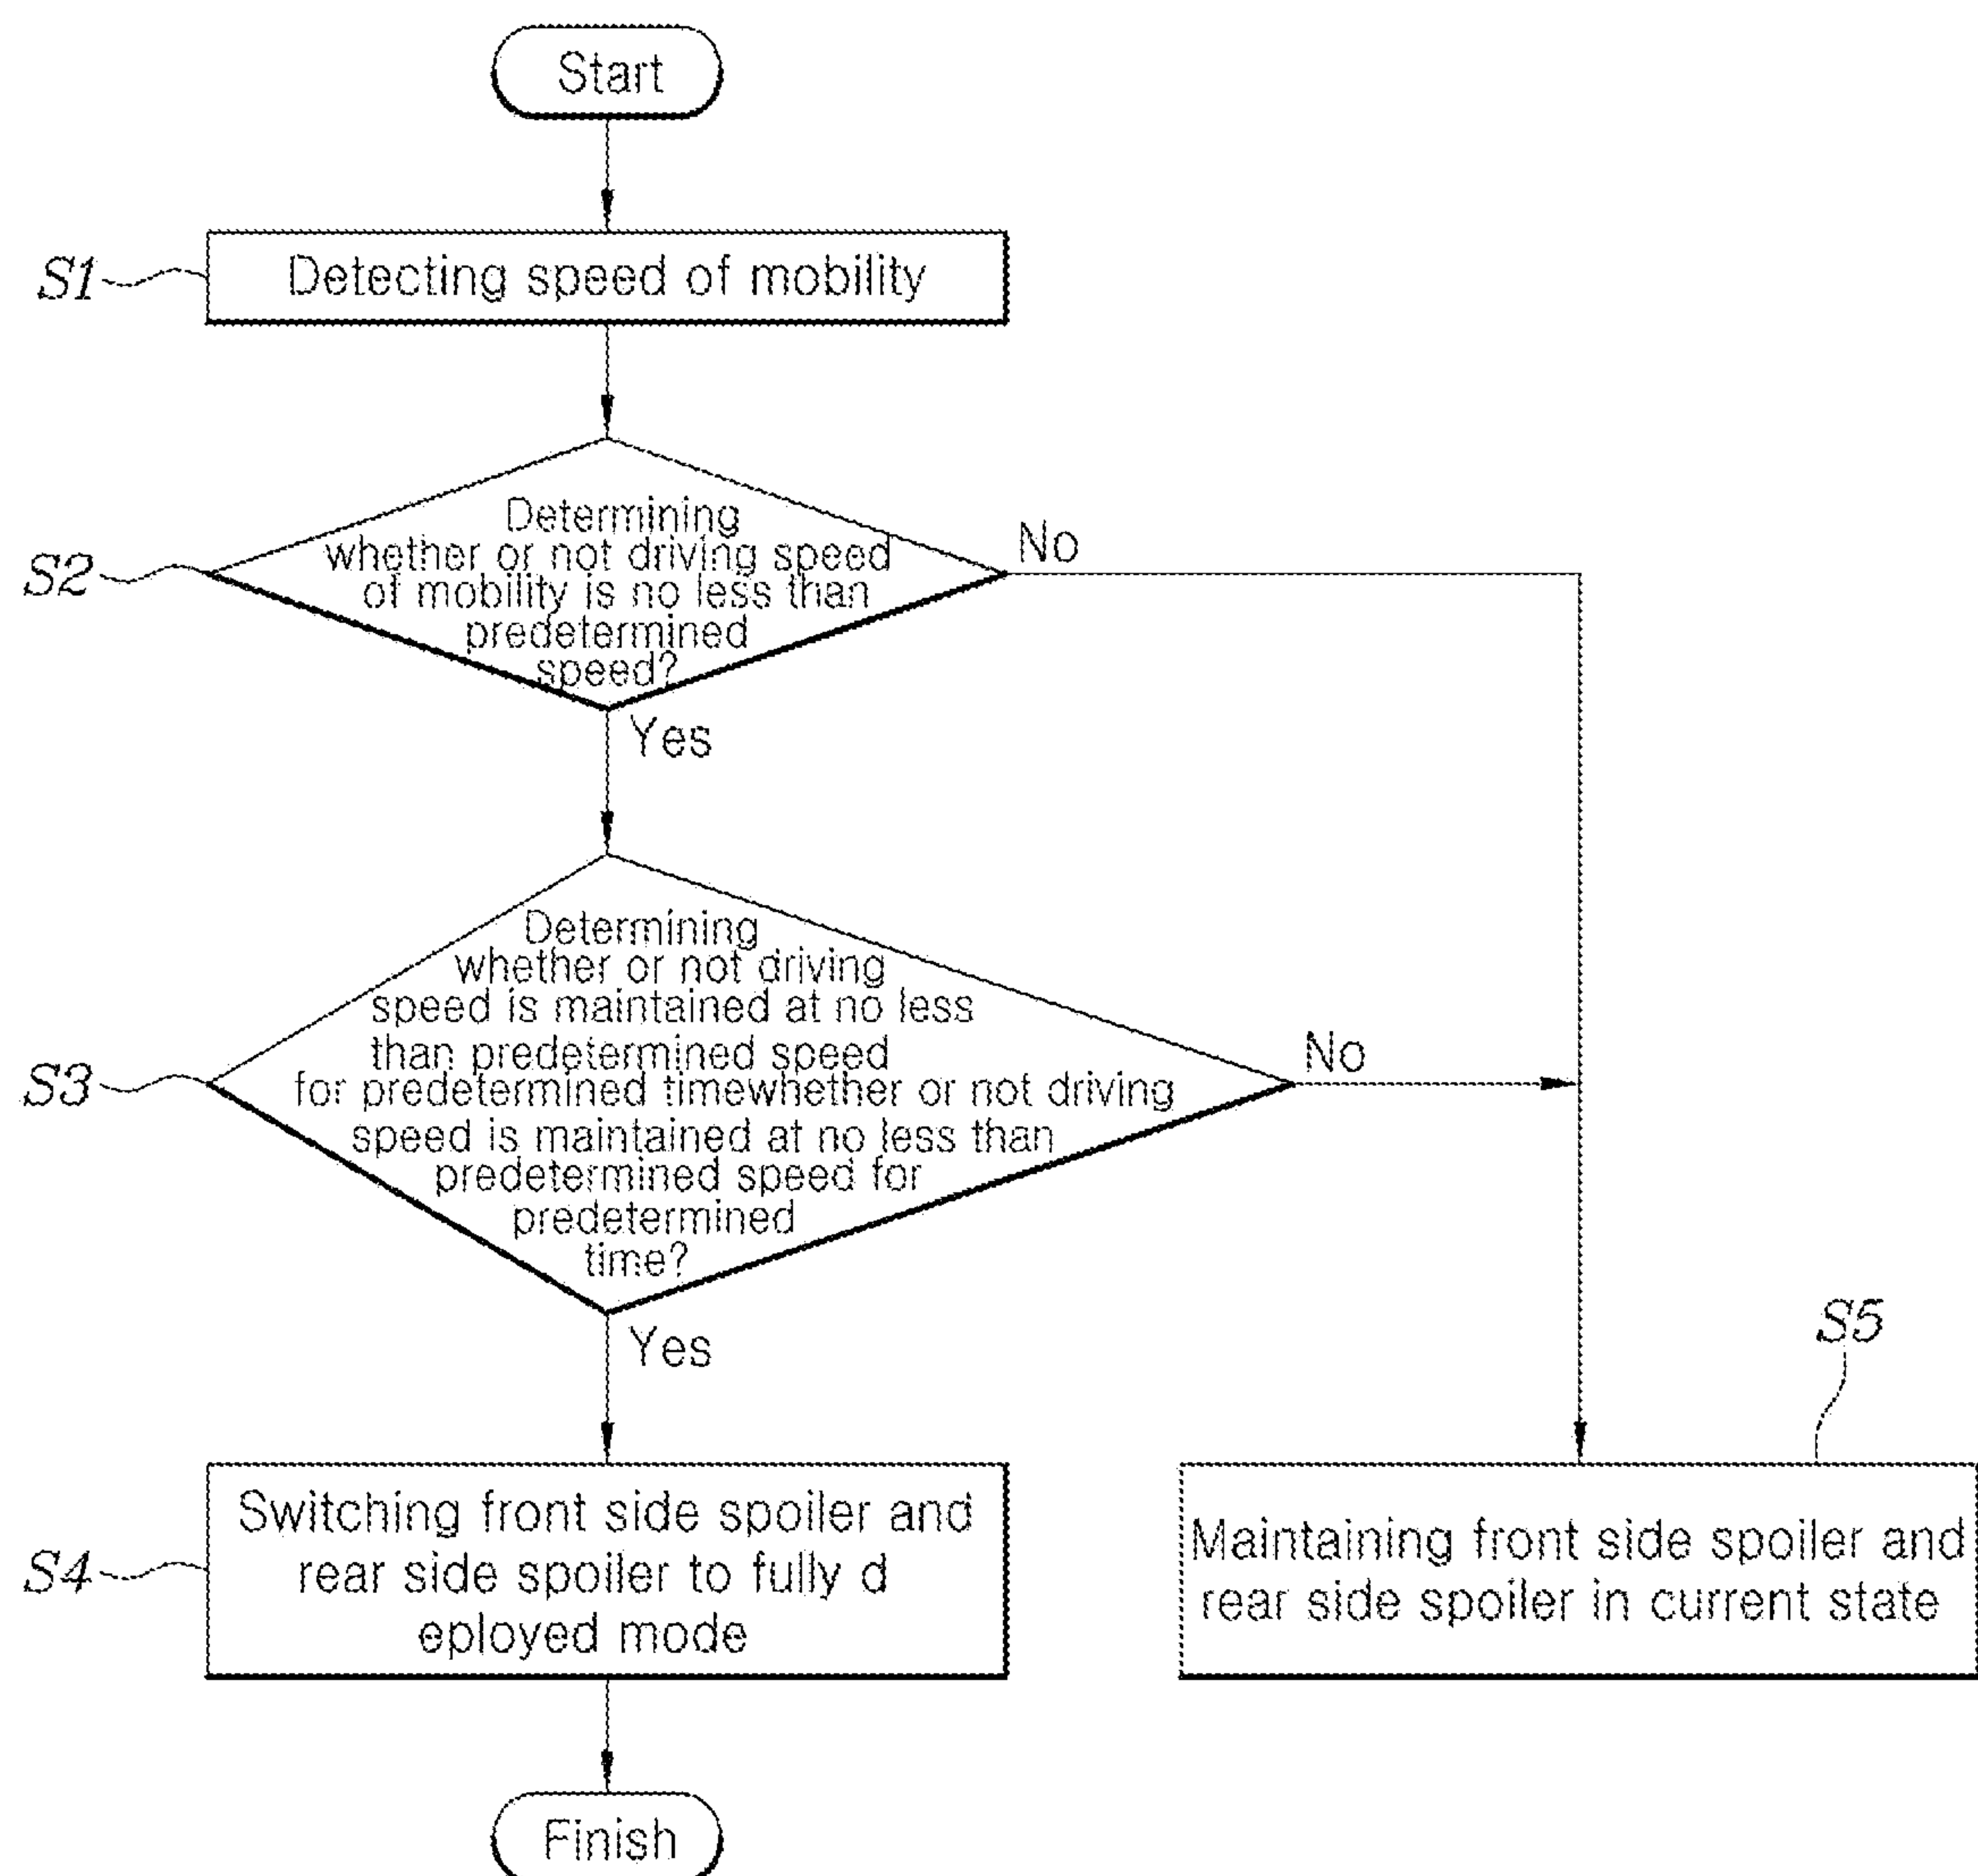 Start
S1
Detecting speed of mobility
S2
Determining
whether or not driving speed
of mobility is no less than
predetermined
speed?
No
Yes
S3
Determining
whether or not driving
speed is maintained at no less
than predetermined speed
for predetermined timewhether or not driving
speed is maintained at no less than
predetermined speed for
predetermined
time?
No
Yes
S4
Switching front side spoiler and
rear side spoiler to fully d
eployed mode
S5
Maintaining front side spoiler and
rear side spoiler in current state
Finish